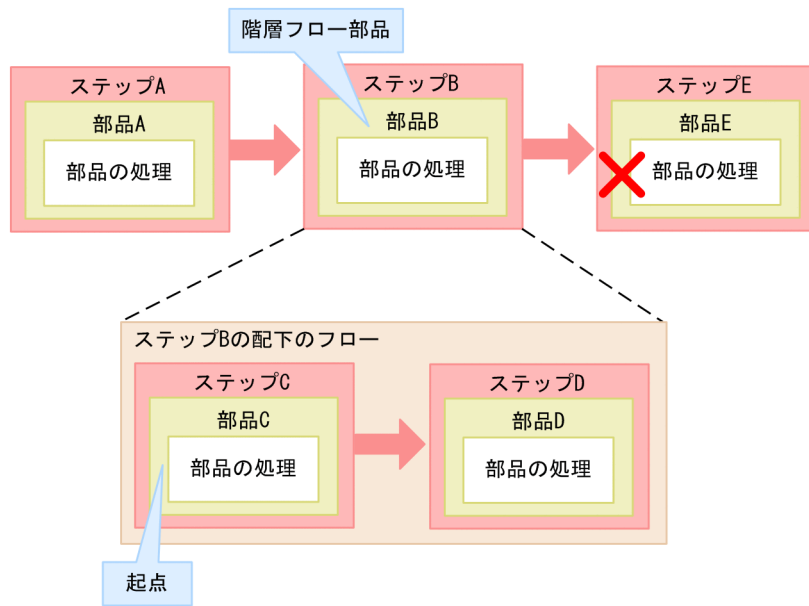 階層フロー部品
ステップA
部品A
部品の処理
ステップB
部品B
部品の処理
ステップE
部品E
部品の処理
ステップBの配下のフロー
ステップC
部品C
部品の処理
ステップD
部品D
部品の処理
起点